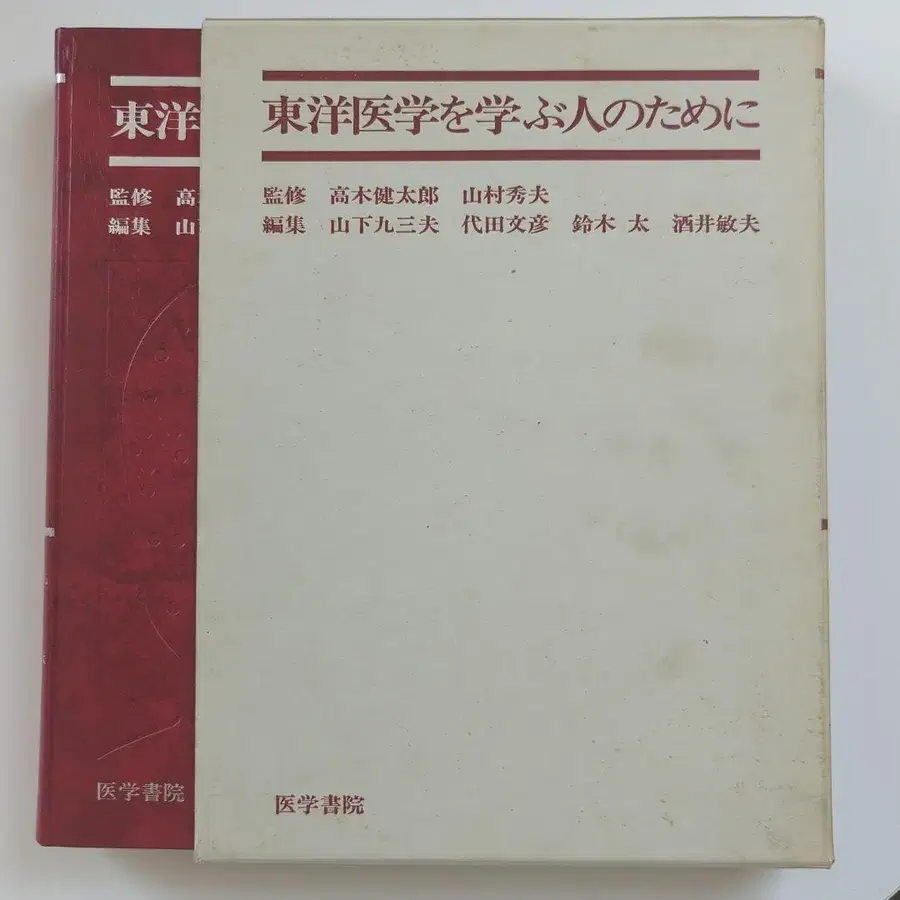 東洋医学を学ぶ人のために
監修 高木健太郎 山村秀夫
編集 山下九三夫 代田文彦 鈴木 太 酒井敏夫
医学書院
東洋
監修 高
編集 山
医学書院